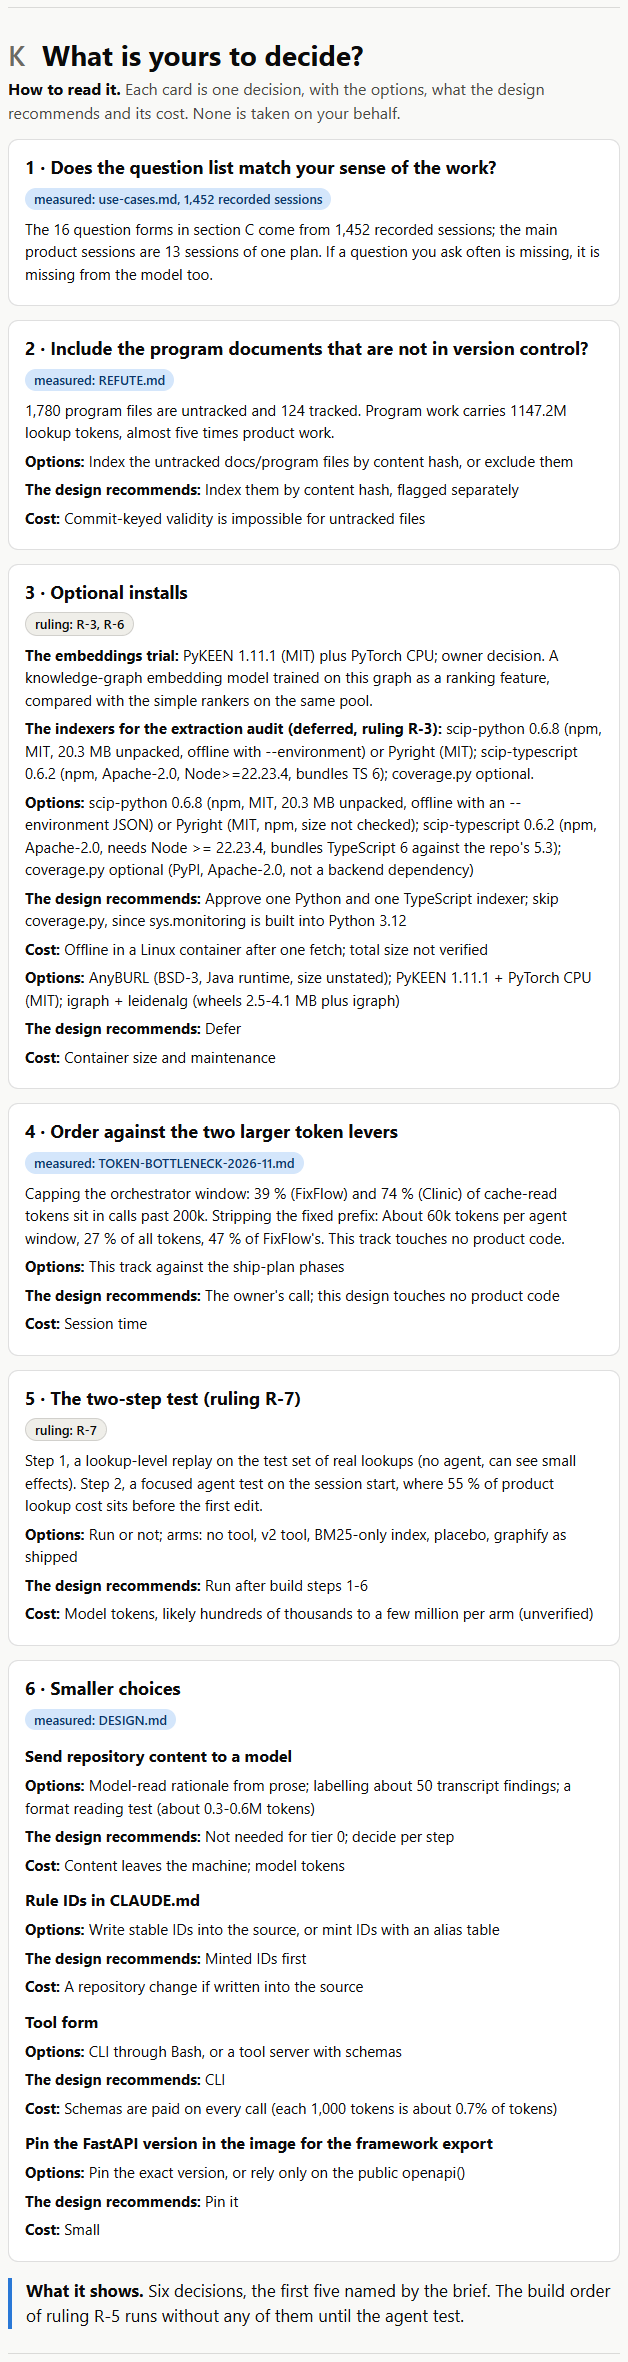 K What is yours to decide?
How to read it. Each card is one decision, with the options, what the design
recommends and its cost. None is taken on your behalf.
1 · Does the question list match your sense of the work?
measured: use-cases.md, 1,452 recorded sessions
The 16 question forms in section C come from 1,452 recorded sessions; the main
product sessions are 13 sessions of one plan. If a question you ask often is missing, it is
missing from the model too.
2 · Include the program documents that are not in version control?
measured: REFUTE.md
1,780 program files are untracked and 124 tracked. Program work carries 1147.2M
lookup tokens, almost five times product work.
Options: Index the untracked docs/program files by content hash, or exclude them
The design recommends: Index them by content hash, flagged separately
Cost: Commit-keyed validity is impossible for untracked files
3 · Optional installs
ruling: R-3, R-6
The embeddings trial: PyKEEN 1.11.1 (MIT) plus PyTorch CPU; owner decision. A
knowledge-graph embedding model trained on this graph as a ranking feature,
compared with the simple rankers on the same pool.
The indexers for the extraction audit (deferred, ruling R-3): scip-python 0.6.8 (npm,
MIT, 20.3 MB unpacked, offline with --environment) or Pyright (MIT); scip-typescript
0.6.2 (npm, Apache-2.0, Node>=22.23.4, bundles TS 6); coverage.py optional.
Options: scip-python 0.6.8 (npm, MIT, 20.3 MB unpacked, offline with an --
environment JSON) or Pyright (MIT, npm, size not checked); scip-typescript 0.6.2 (npm,
Apache-2.0, needs Node >= 22.23.4, bundles TypeScript 6 against the repo's 5.3);
coverage.py optional (PyPI, Apache-2.0, not a backend dependency)
The design recommends: Approve one Python and one TypeScript indexer; skip
coverage.py, since sys.monitoring is built into Python 3.12
Cost: Offline in a Linux container after one fetch; total size not verified
Options: AnyBURL (BSD-3, Java runtime, size unstated); PyKEEN 1.11.1 + PyTorch CPU
(MIT); igraph + leidenalg (wheels 2.5-4.1 MB plus igraph)
The design recommends: Defer
Cost: Container size and maintenance
4 · Order against the two larger token levers
measured: TOKEN-BOTTLENECK-2026-11.md
Capping the orchestrator window: 39 % (FixFlow) and 74 % (Clinic) of cache-read
tokens sit in calls past 200k. Stripping the fixed prefix: About 60k tokens per agent
window, 27 % of all tokens, 47 % of FixFlow's. This track touches no product code.
Options: This track against the ship-plan phases
The design recommends: The owner's call; this design touches no product code
Cost: Session time
5 · The two-step test (ruling R-7)
ruling: R-7
Step 1, a lookup-level replay on the test set of real lookups (no agent, can see small
effects). Step 2, a focused agent test on the session start, where 55 % of product
lookup cost sits before the first edit.
Options: Run or not; arms: no tool, v2 tool, BM25-only index, placebo, graphify as
shipped
The design recommends: Run after build steps 1-6
Cost: Model tokens, likely hundreds of thousands to a few million per arm (unverified)
6 · Smaller choices
measured: DESIGN.md
Send repository content to a model
Options: Model-read rationale from prose; labelling about 50 transcript findings; a
format reading test (about 0.3-0.6M tokens)
The design recommends: Not needed for tier 0; decide per step
Cost: Content leaves the machine; model tokens
Rule IDs in CLAUDE.md
Options: Write stable IDs into the source, or mint IDs with an alias table
The design recommends: Minted IDs first
Cost: A repository change if written into the source
Tool form
Options: CLI through Bash, or a tool server with schemas
The design recommends: CLI
Cost: Schemas are paid on every call (each 1,000 tokens is about 0.7% of tokens)
Pin the FastAPI version in the image for the framework export
Options: Pin the exact version, or rely only on the public openapi()
The design recommends: Pin it
Cost: Small
What it shows. Six decisions, the first five named by the brief. The build order
of ruling R-5 runs without any of them until the agent test.